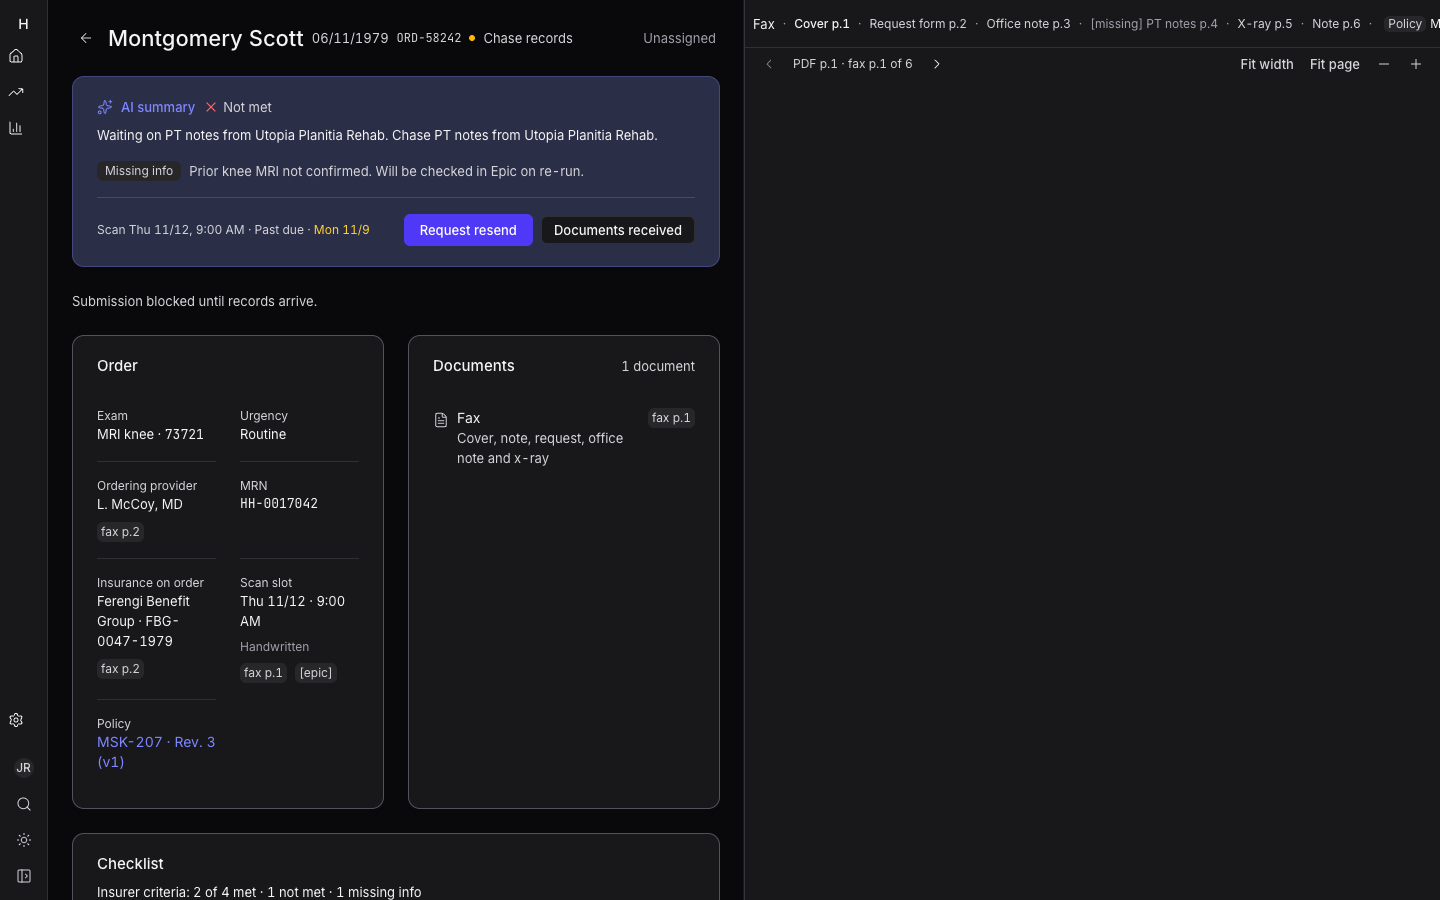 H
Montgomery Scott 06/11/1979 ORD-58242 Chase records Unassigned
AI summary Not met
Waiting on PT notes from Utopia Planitia Rehab. Chase PT notes from Utopia Planitia Rehab.
Missing info Prior knee MRI not confirmed. Will be checked in Epic on re-run.
Scan Thu 11/12, 9:00 AM · Past due · Mon 11/9 Request resend Documents received
Submission blocked until records arrive.
Order
Exam
MRI knee · 73721
Urgency
Routine
Ordering provider
L. McCoy, MD
fax p.2
MRN
HH-0017042
Insurance on order
Ferengi Benefit
Group · FBG-
0047-1979
fax p.2
Scan slot
Thu 11/12 · 9:00
AM
Handwritten
fax p.1 [epic]
Policy
MSK-207 · Rev. 3
(v1)
Documents 1 document
Fax fax p.1
Cover, note, request, office
note and x-ray
Checklist
Insurer criteria: 2 of 4 met · 1 not met · 1 missing info
JR
Fax · Cover p.1 · Request form p.2 · Office note p.3 · [missing] PT notes p.4 · X-ray p.5 · Note p.6 · Policy M
PDF p.1 · fax p.1 of 6 Fit width Fit page